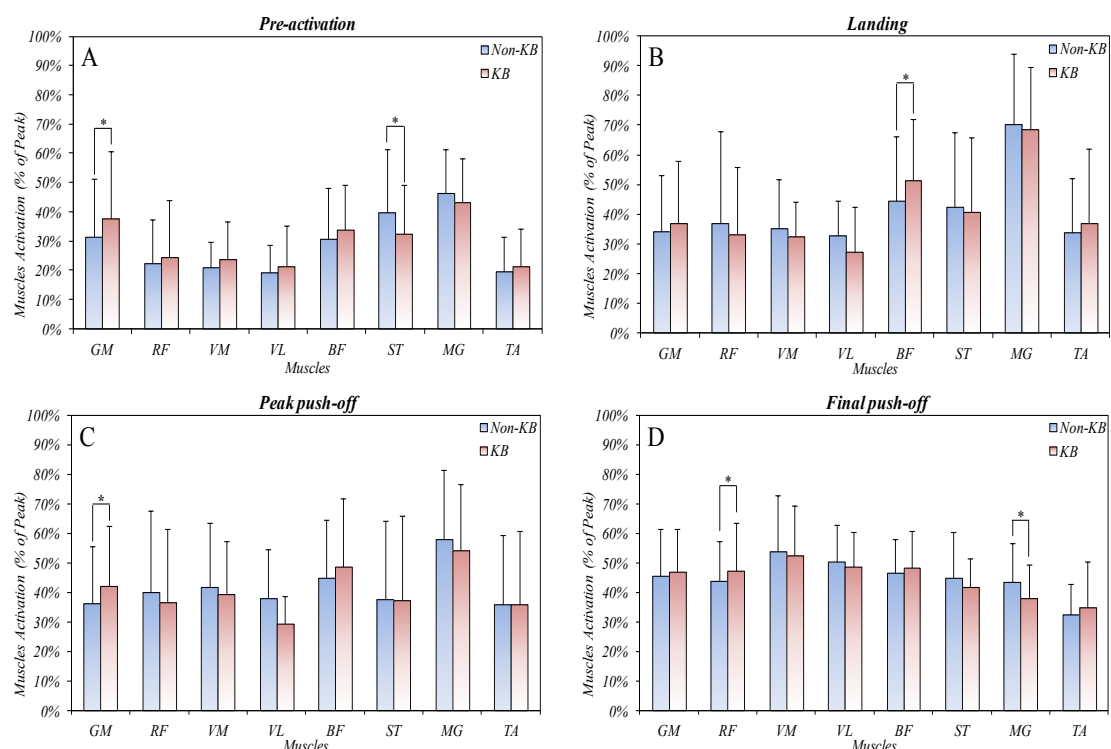 Pre-activation
A
Non-KB
KB
100%
90%
80%
70%
60%
50%
40%
30%
20%
10%
0%
Muscles Activation (% of Peak)
*
*
GM RF VM VL BF ST MG TA
Muscles
Landing
B
Non-KB
KB
100%
90%
80%
70%
60%
50%
40%
30%
20%
10%
0%
Muscles Activation (% of Peak)
*
GM RF VM VL BF ST MG TA
Muscles
Peak push-off
C
Non-KB
KB
100%
90%
80%
70%
60%
50%
40%
30%
20%
10%
0%
Muscles Activation (% of Peak)
*
GM RF VM VL BF ST MG TA
Muscles
Final push-off
D
Non-KB
KB
100%
90%
80%
70%
60%
50%
40%
30%
20%
10%
0%
Muscles Activation (% of Peak)
*
*
GM RF VM VL BF ST MG TA
Muscles